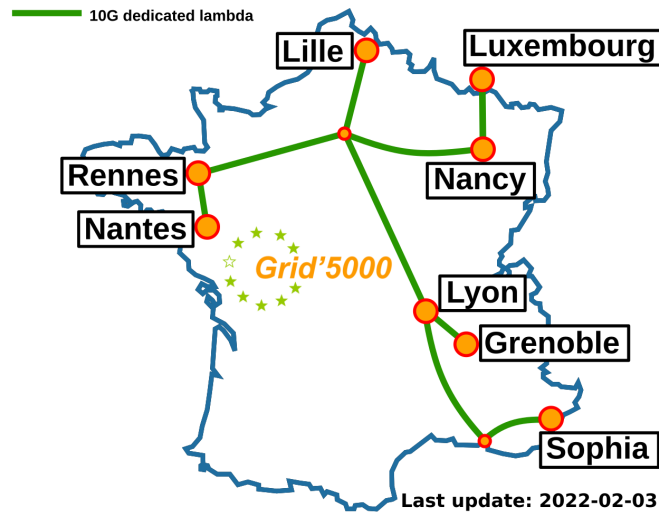 10G dedicated lambda
Lille
Luxembourg
Rennes
Nancy
Nantes
Grid'5000
Lyon
Grenoble
Sophia
Last update: 2022-02-03